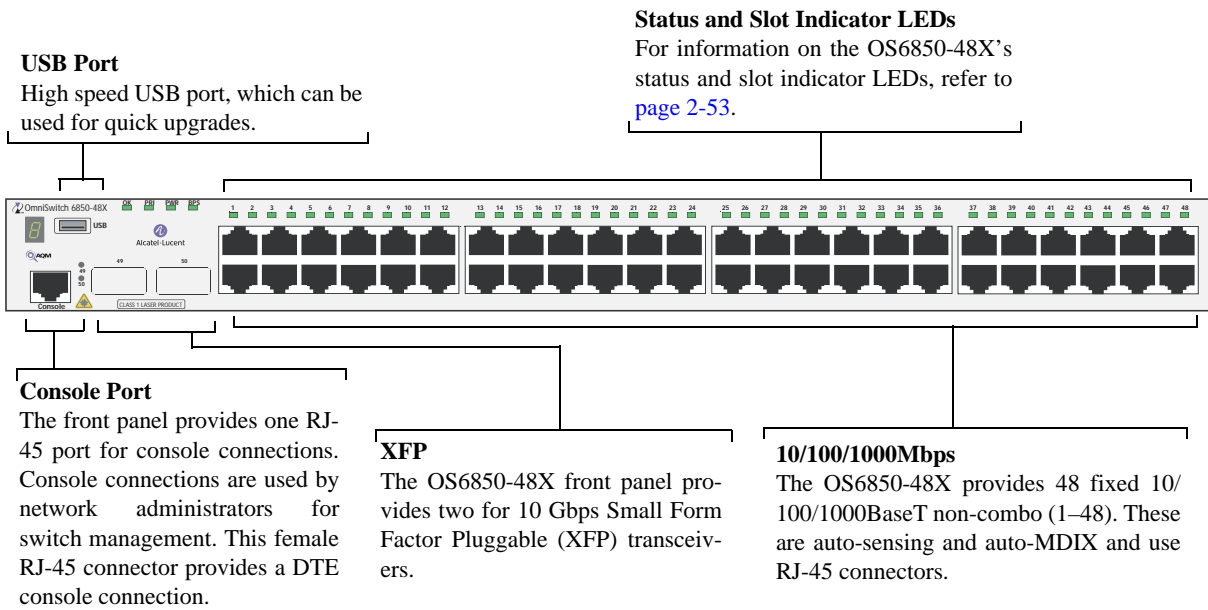 Status and Slot Indicator LEDs
For information on the OS6850-48X's
status and slot indicator LEDs, refer to
page 2-53.
USB Port
High speed USB port, which can be
used for quick upgrades.
OmniSwitch 6850-48X
OK PRI PWR BPS
1 2 3 4 5 6 7 8 9 10 11 12 13 14 15 16 17 18 19 20 21 22 23 24 25 26 27 28 29 30 31 32 33 34 35 36 37 38 39 40 41 42 43 44 45 46 47 48
USB
Alcatel·Lucent
AQM
49 50
49
50
Console
CLASS 1 LASER PRODUCT
Console Port
The front panel provides one RJ-
45 port for console connections.
Console connections are used by
network administrators for
switch management. This female
RJ-45 connector provides a DTE
console connection.
XFP
The OS6850-48X front panel pro-
vides two for 10 Gbps Small Form
Factor Pluggable (XFP) transceiv-
ers.
10/100/1000Mbps
The OS6850-48X provides 48 fixed 10/
100/1000BaseT non-combo (1–48). These
are auto-sensing and auto-MDIX and use
RJ-45 connectors.